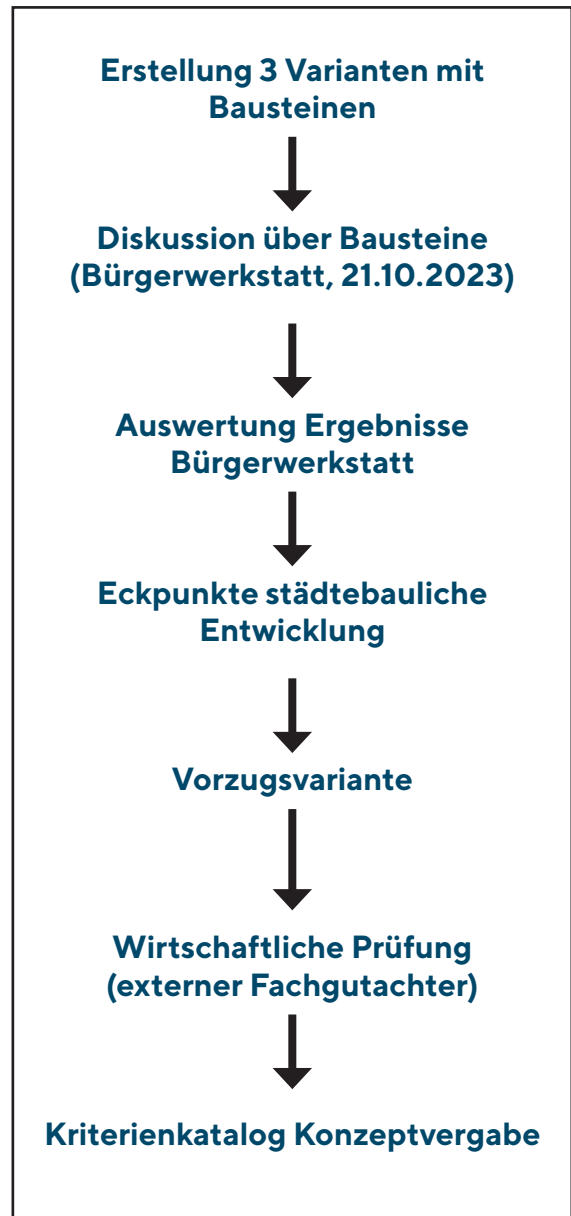 Erstellung 3 Varianten mit
Bausteinen
Diskussion über Bausteine
(Bürgerwerkstatt, 21.10.2023)
Auswertung Ergebnisse
Bürgerwerkstatt
Eckpunkte städtebauliche
Entwicklung
Vorzugsvariante
Wirtschaftliche Prüfung
(externer Fachgutachter)
Kriterienkatalog Konzeptvergabe